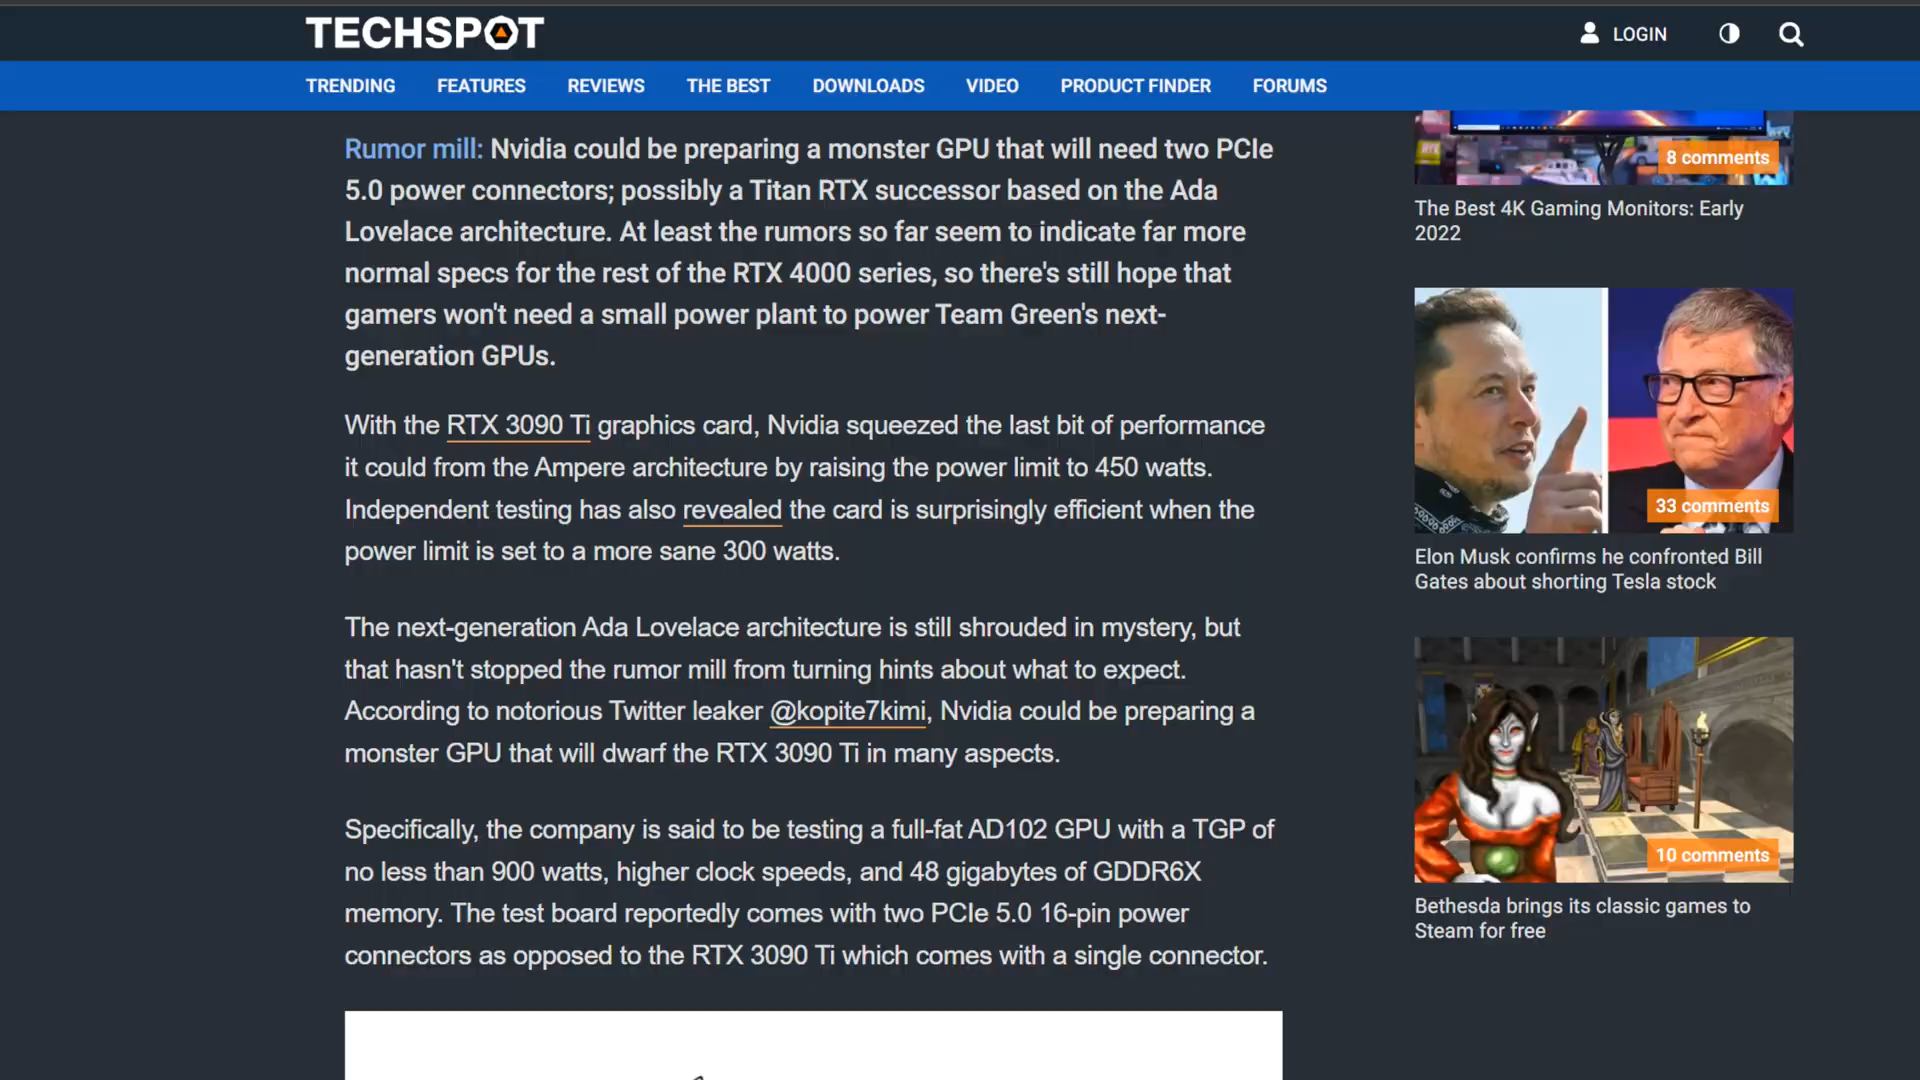 TECHSPOT
LOGIN
TRENDING FEATURES REVIEWS THE BEST DOWNLOADS VIDEO PRODUCT FINDER FORUMS
Rumor mill: Nvidia could be preparing a monster GPU that will need two PCIe
5.0 power connectors; possibly a Titan RTX successor based on the Ada
Lovelace architecture. At least the rumors so far seem to indicate far more
normal specs for the rest of the RTX 4000 series, so there's still hope that
gamers won't need a small power plant to power Team Green's next-
generation GPUs.
With the RTX 3090 Ti graphics card, Nvidia squeezed the last bit of performance
it could from the Ampere architecture by raising the power limit to 450 watts.
Independent testing has also revealed the card is surprisingly efficient when the
power limit is set to a more sane 300 watts.
The next-generation Ada Lovelace architecture is still shrouded in mystery, but
that hasn't stopped the rumor mill from turning hints about what to expect.
According to notorious Twitter leaker @kopite7kimi, Nvidia could be preparing a
monster GPU that will dwarf the RTX 3090 Ti in many aspects.
Specifically, the company is said to be testing a full-fat AD102 GPU with a TGP of
no less than 900 watts, higher clock speeds, and 48 gigabytes of GDDR6X
memory. The test board reportedly comes with two PCIe 5.0 16-pin power
connectors as opposed to the RTX 3090 Ti which comes with a single connector.
8 comments
The Best 4K Gaming Monitors: Early
2022
33 comments
Elon Musk confirms he confronted Bill
Gates about shorting Tesla stock
10 comments
Bethesda brings its classic games to
Steam for free